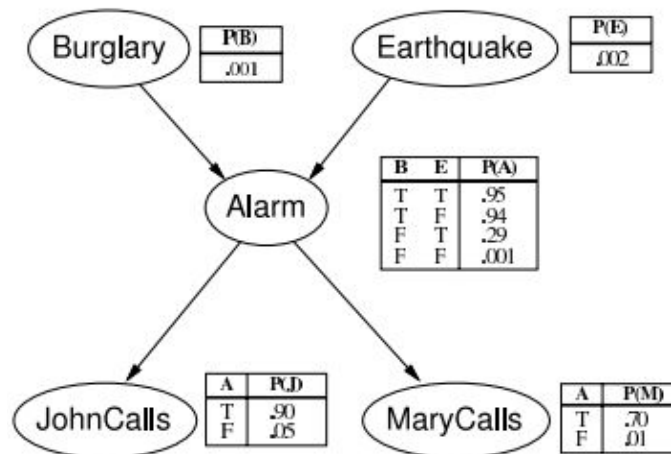 Burglary
P(B)
.001
Earthquake
P(E)
.002
Alarm
B E P(A)
T T .95
T F .94
F T .29
F F .001
JohnCalls
A P(J)
T .90
F .05
MaryCalls
A P(M)
T .70
F .01